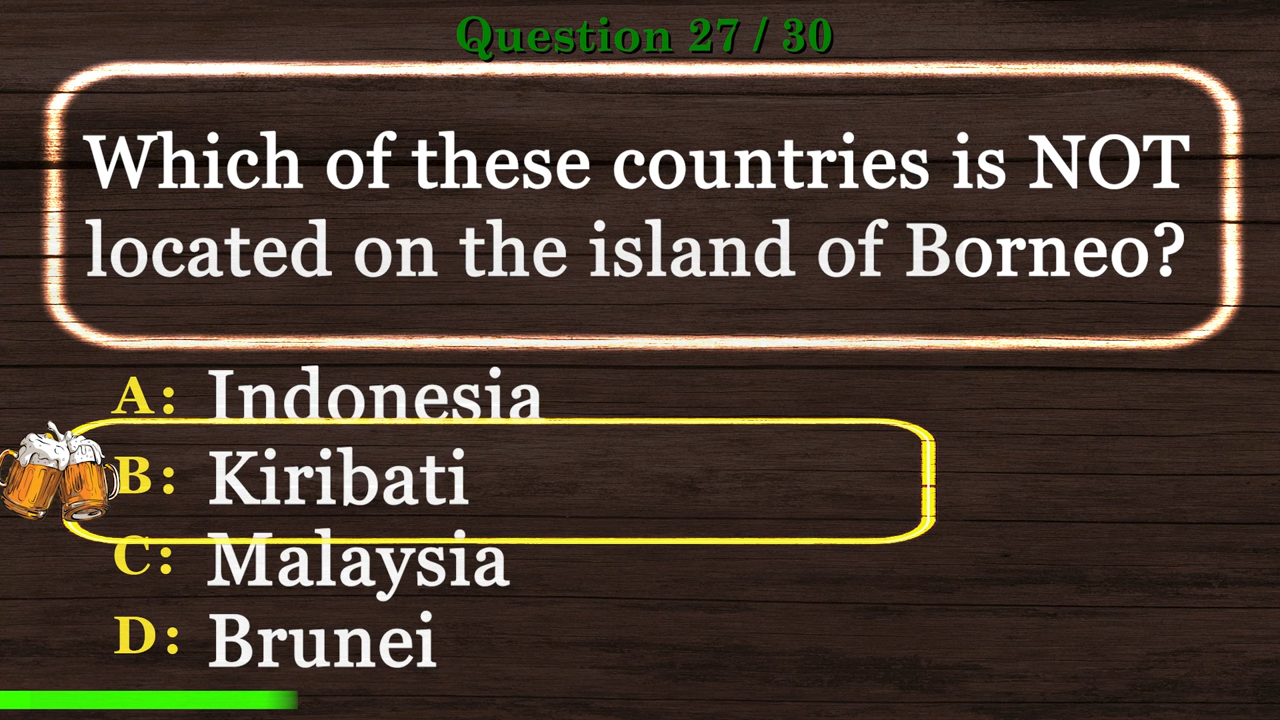 Question 27 / 30
Which of these countries is NOT
located on the island of Borneo?
A: Indonesia
B: Kiribati
C: Malaysia
D: Brunei